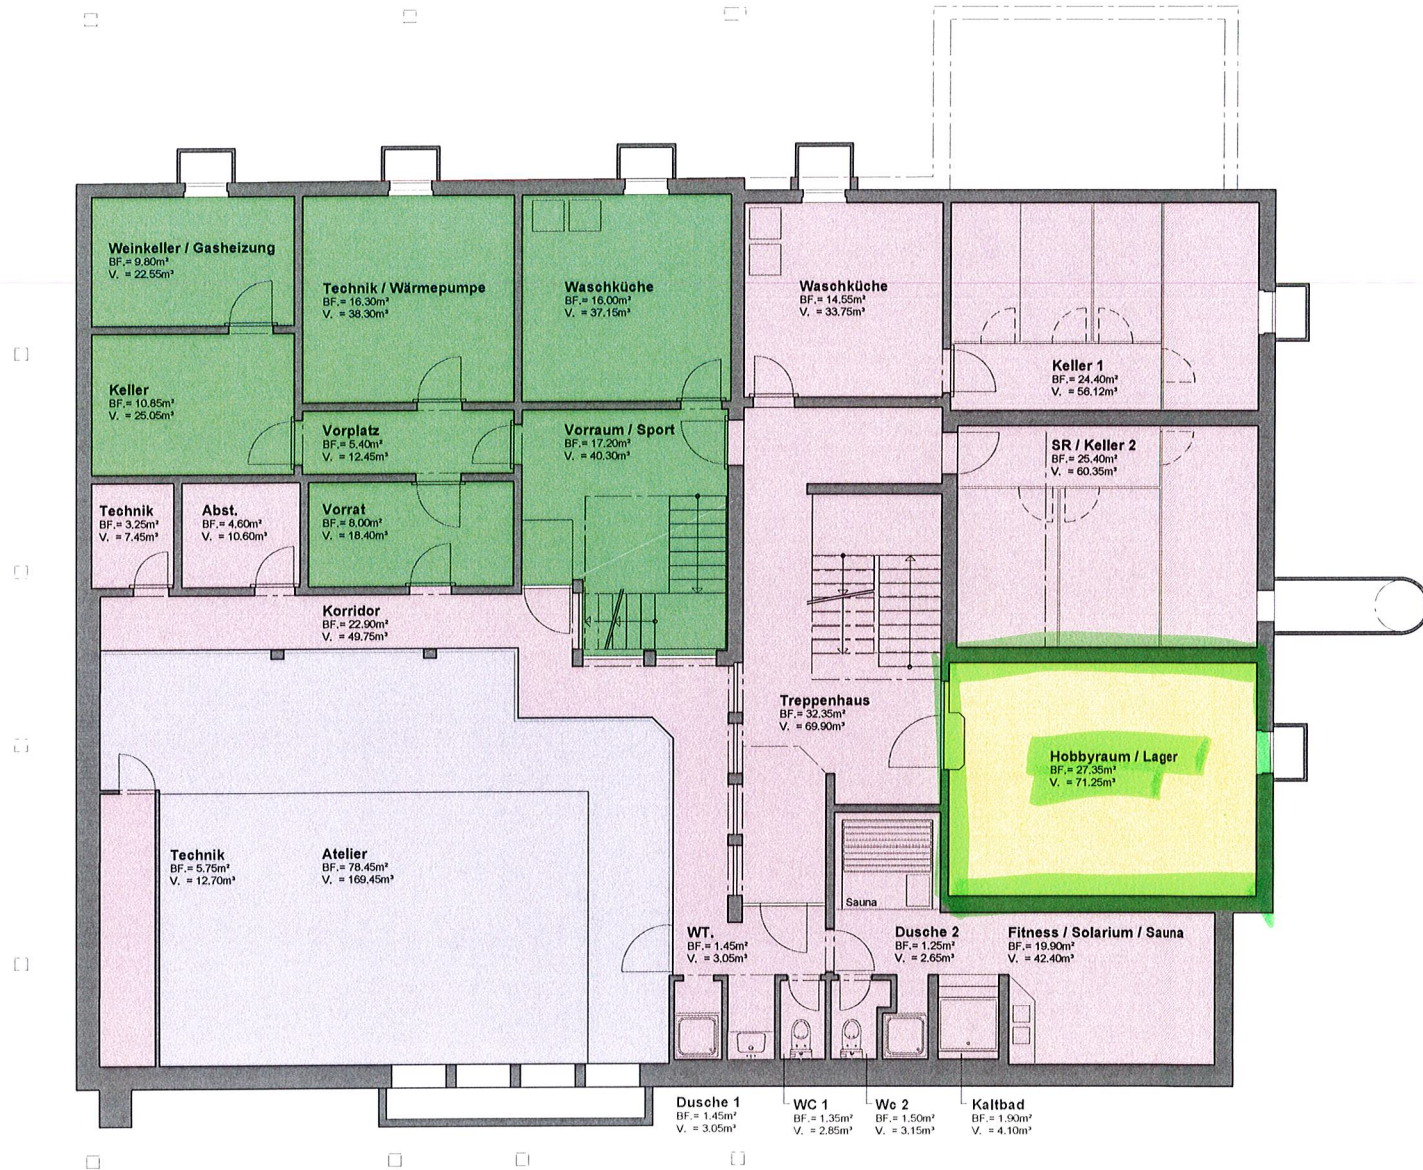 Weinkeller / Gasheizung
BF.= 9,80m²
V. = 22.55m³
Technik / Wärmepumpe
BF.= 16.30m²
V. = 38.30m³
Waschküche
BF.= 16.00m²
V. = 37.15m³
Waschküche
BF.= 14,55m²
V. = 33.75m³
Keller 1
BF.= 24.40m²
V. = 56.12m³
Keller
BF.= 10.85m²
V. = 25.05m³
Vorplatz
BF.= 5.40m²
V. = 12.45m³
Vorraum / Sport
BF.= 17.20m²
V. = 40.30m³
SR / Keller 2
BF.= 25.40m²
V. = 60.35m³
Technik
BF.= 3.25m²
V. = 7.45m³
Abst.
BF.= 4.60m²
V. = 10.60m³
Vorrat
BF.= 8,00m²
V. = 18.40m³
Korridor
BF.= 22.90m²
V. = 49.75m³
Treppenhaus
BF.= 32,35m²
V. = 69.90m³
Hobbyraum / Lager
BF.= 27,35m²
V. = 71.25m³
Technik
BF.= 5.75m²
V. = 12.70m³
Atelier
BF.= 78.45m²
V. = 169.45m³
Sauna
WT.
BF.= 1.45m²
V. = 3.05m³
Dusche 2
BF.= 1.25m²
V. = 2.65m³
Fitness / Solarium / Sauna
BF.= 19.90m²
V. = 42.40m³
Dusche 1
BF.= 1.45m²
V. = 3.05m³
WC 1
BF.= 1.35m²
V. = 2.85m³
Wc 2
BF.= 1.50m²
V. = 3.15m³
Kaltbad
BF.= 1.90m²
V. = 4.10m³